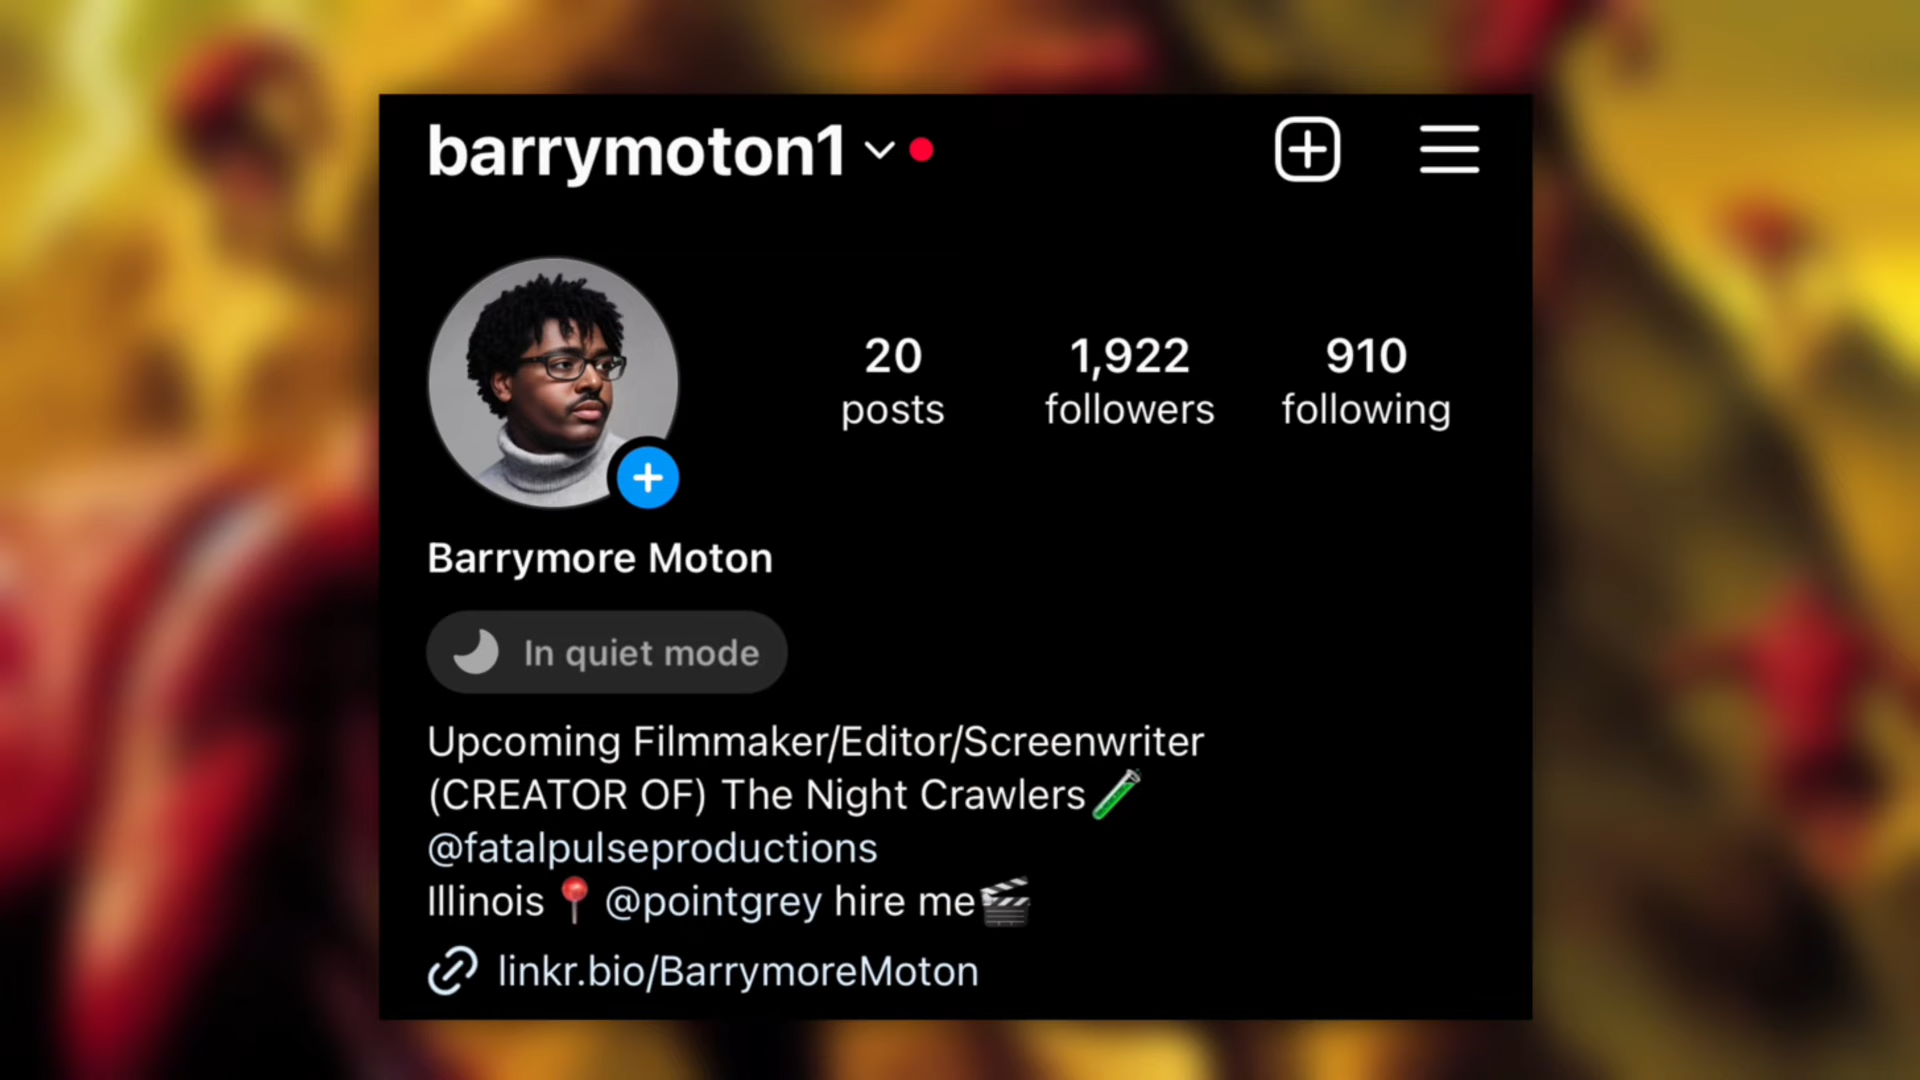 barrymoton1
20 1,922 910
posts followers following
Barrymore Moton
In quiet mode
Upcoming Filmmaker/Editor/Screenwriter
(CREATOR OF) The Night Crawlers🧪
@fatalpulseproductions
Illinois📍@pointgrey hire me🎬
linkr.bio/BarrymoreMoton